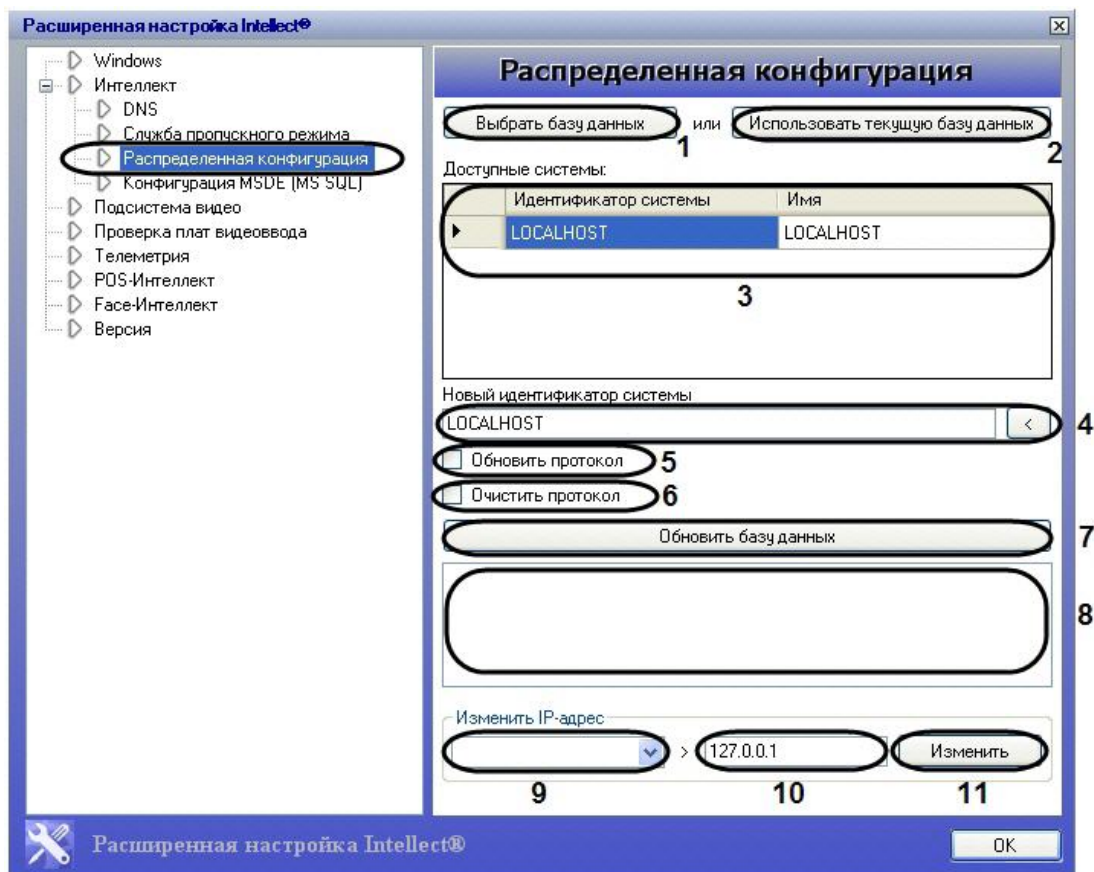 Расширенная настройка Intellect®
Windows
Интеллект
DNS
Служба пропускного режима
Распределенная конфигурация
Конфигурация MSDE (MS SQL)
Подсистема видео
Проверка плат видеоввода
Телеметрия
POS-Интеллект
Face-Интеллект
Версия
Распределенная конфигурация
Выбрать базу данных или Использовать текущую базу данных
1 2
Доступные системы:
Идентификатор системы Имя
LOCALHOST LOCALHOST
3
Новый идентификатор системы
LOCALHOST < 4
Обновить протокол 5
Очистить протокол 6
Обновить базу данных 7
8
Изменить IP-адрес
> 127.0.0.1 Изменить
9 10 11
Расширенная настройка Intellect®
OK